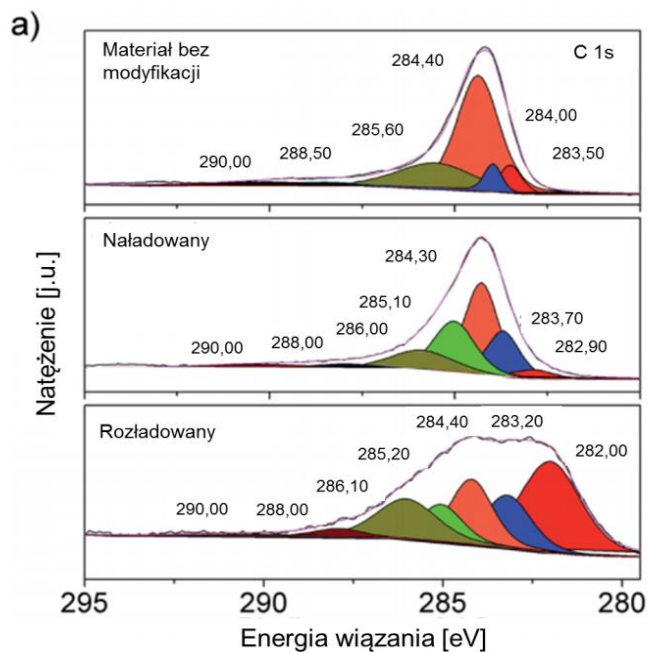 a)
Materiał bez
modyfikacji
C 1s
284,40
285,60
284,00
288,50
283,50
290,00
Naładowany
284,30
285,10
283,70
286,00
288,00
282,90
290,00
Natężenie [j.u.]
Rozładowany
284,40 283,20
285,20
282,00
286,10
290,00
288,00
295 290 285 280
Energia wiązania [eV]